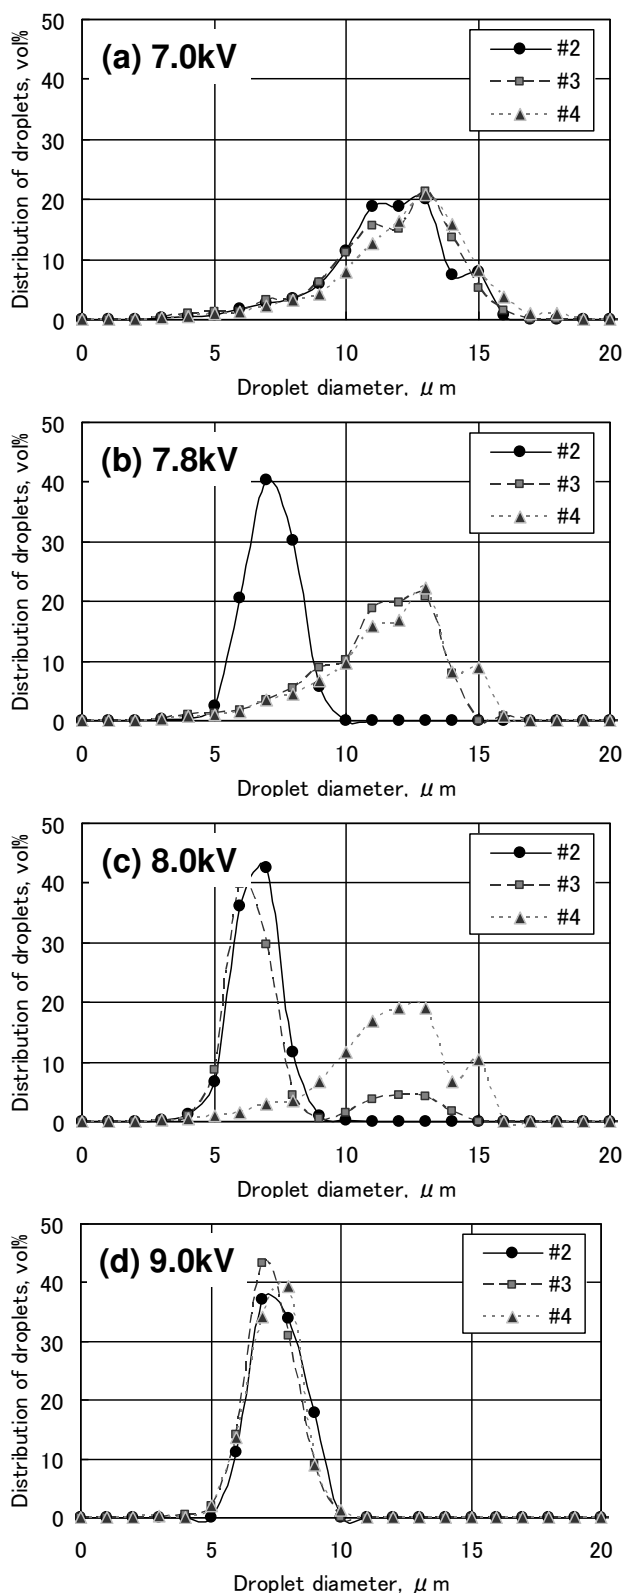 (a) 7.0kV
#2
#3
#4
Distribution of droplets, vol%
50
40
30
20
10
0
0 5 10 15 20
Droplet diameter, μm
(b) 7.8kV
#2
#3
#4
Distribution of droplets, vol%
50
40
30
20
10
0
0 5 10 15 20
Droplet diameter, μm
(c) 8.0kV
#2
#3
#4
Distribution of droplets, vol%
50
40
30
20
10
0
0 5 10 15 20
Droplet diameter, μm
(d) 9.0kV
#2
#3
#4
Distribution of droplets, vol%
50
40
30
20
10
0
0 5 10 15 20
Droplet diameter, μm